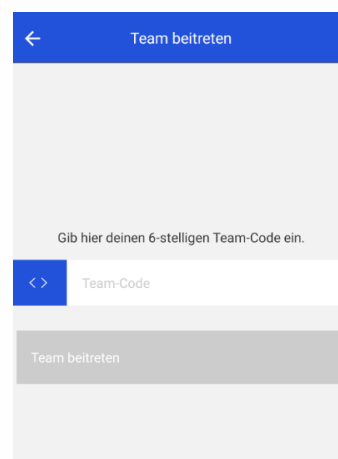 Team beitreten
Gib hier deinen 6-stelligen Team-Code ein.
Team-Code
Team beitreten